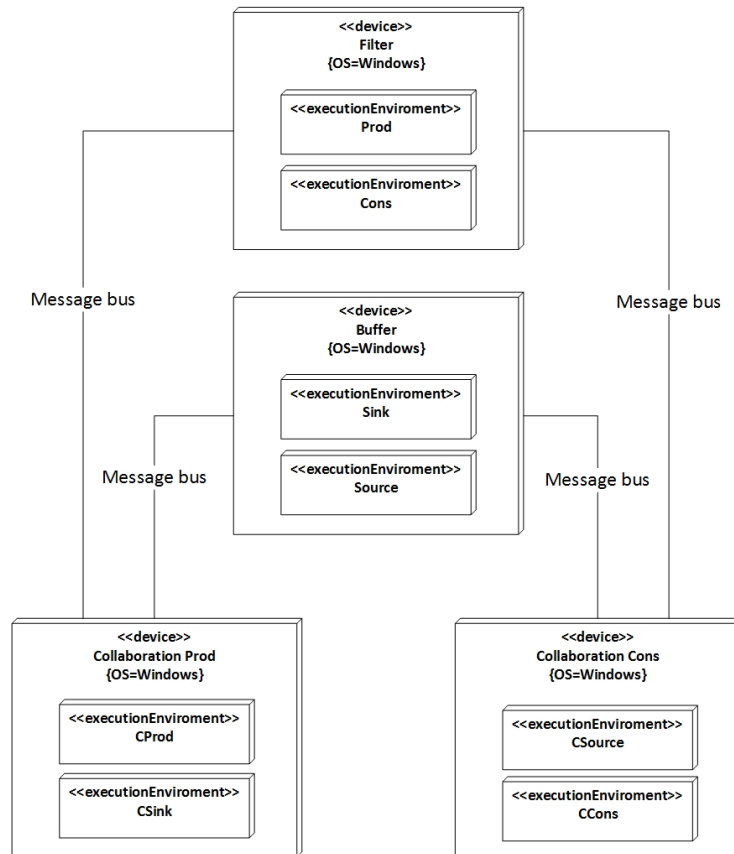 <<device>>
Filter
{OS=Windows}
<<executionEnviroment>>
Prod
<<executionEnviroment>>
Cons
Message bus
Message bus
<<device>>
Buffer
{OS=Windows}
<<executionEnviroment>>
Sink
<<executionEnviroment>>
Source
Message bus
Message bus
<<device>>
Collaboration Prod
{OS=Windows}
<<executionEnviroment>>
CProd
<<executionEnviroment>>
CSink
<<device>>
Collaboration Cons
{OS=Windows}
<<executionEnviroment>>
CSource
<<executionEnviroment>>
CCons